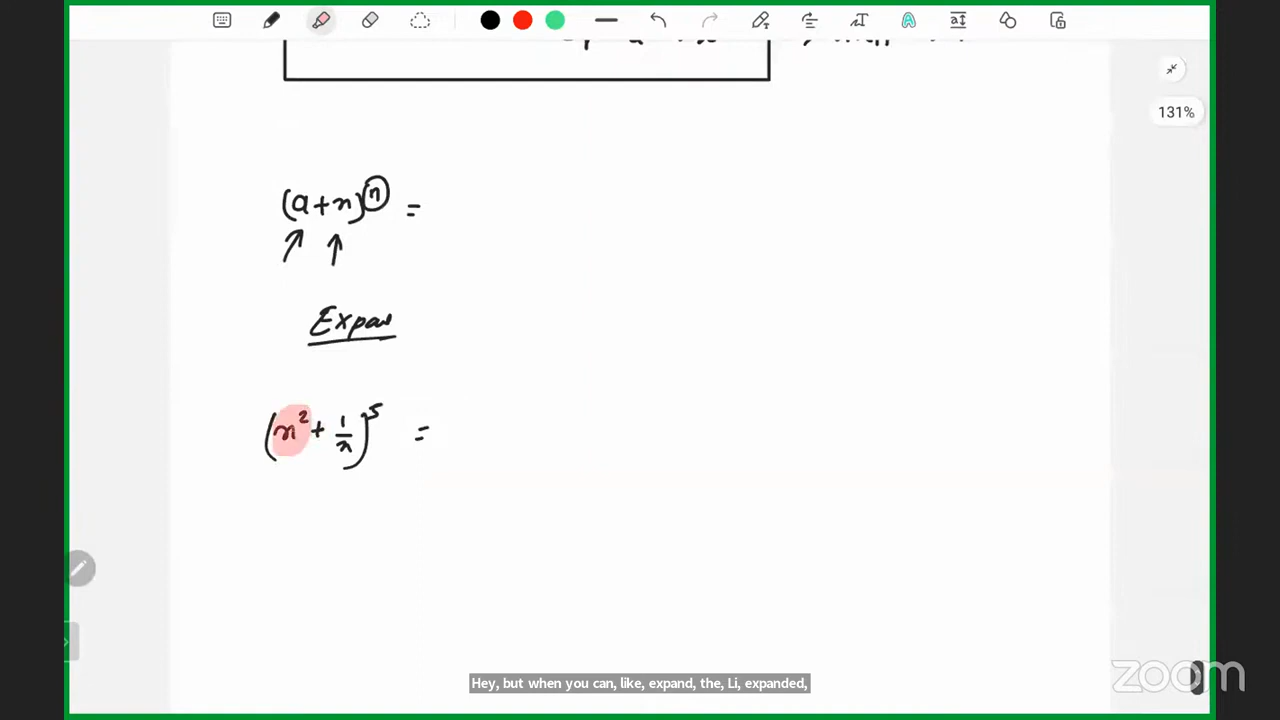 131%
(a+x)^n =
Expan
(x² + 1/x)^5 =
Hey, but when you can, like, expand, the, Li, expanded,
zoom